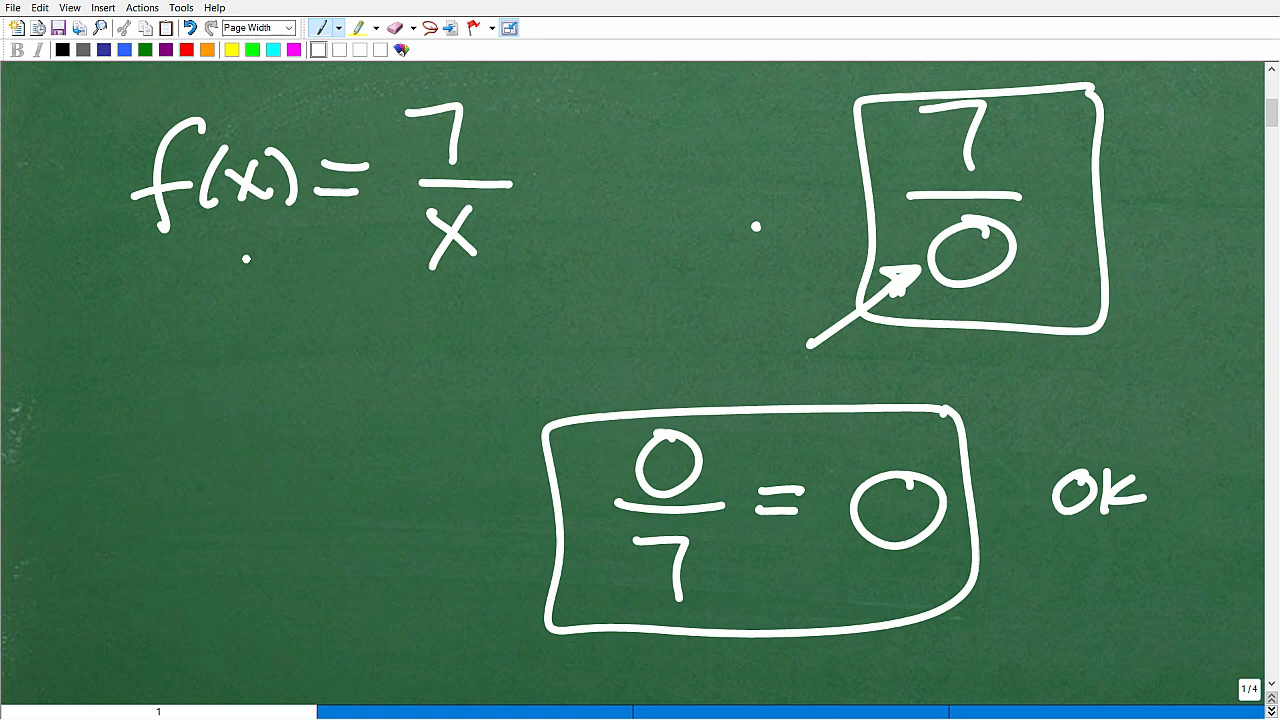 File Edit View Insert Actions Tools Help
Page Width
B I
f(x) = 7/x
7/0
0/7 = 0 OK
1 / 4
1